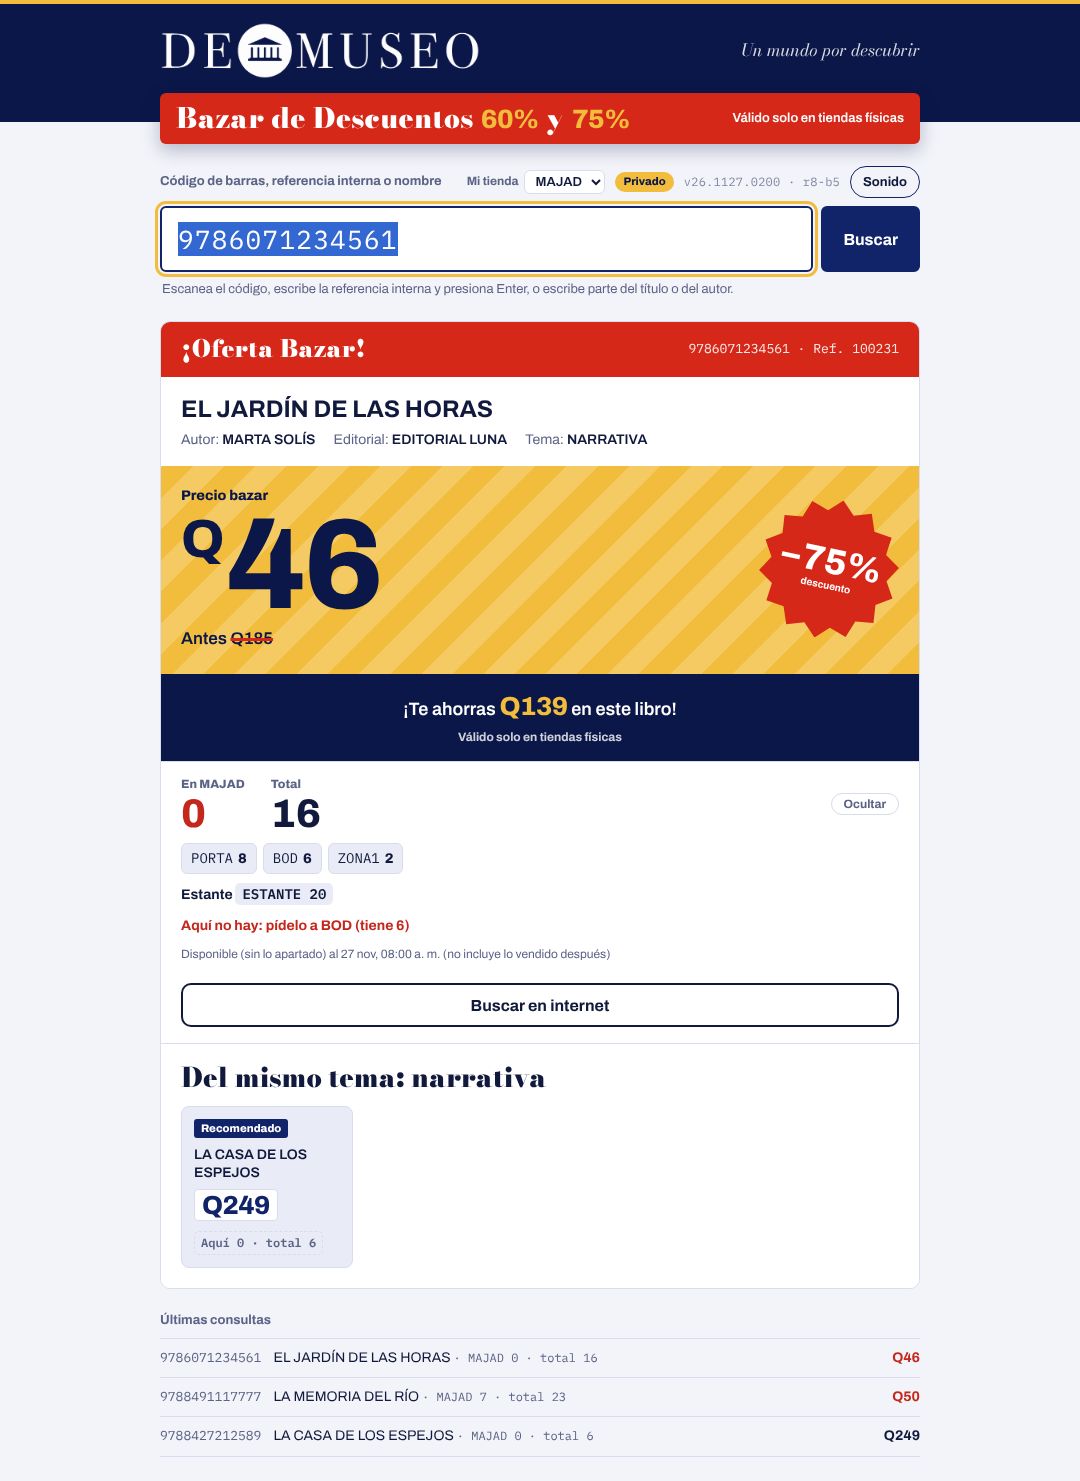 DE MUSEO
Un mundo por descubrir
Bazar de Descuentos 60% y 75%
Válido solo en tiendas físicas
Código de barras, referencia interna o nombre
Mi tienda MAJAD Privado v26.1127.0200 · r8-b5 Sonido
9786071234561
Buscar
Escanea el código, escribe la referencia interna y presiona Enter, o escribe parte del título o del autor.
¡Oferta Bazar!
9786071234561 · Ref. 100231
EL JARDÍN DE LAS HORAS
Autor: MARTA SOLÍS Editorial: EDITORIAL LUNA Tema: NARRATIVA
Precio bazar
Q46
Antes Q185
−75%
descuento
¡Te ahorras Q139 en este libro!
Válido solo en tiendas físicas
En MAJAD Total
0 16
Ocultar
PORTA 8 BOD 6 ZONA1 2
Estante ESTANTE 20
Aquí no hay: pídelo a BOD (tiene 6)
Disponible (sin lo apartado) al 27 nov, 08:00 a. m. (no incluye lo vendido después)
Buscar en internet
Del mismo tema: narrativa
Recomendado
LA CASA DE LOS
ESPEJOS
Q249
Aquí 0 · total 6
Últimas consultas
9786071234561 EL JARDÍN DE LAS HORAS · MAJAD 0 · total 16 Q46
9788491117777 LA MEMORIA DEL RÍO · MAJAD 7 · total 23 Q50
9788427212589 LA CASA DE LOS ESPEJOS · MAJAD 0 · total 6 Q249